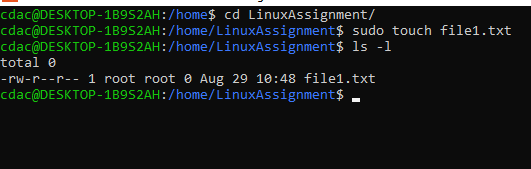 cdac@DESKTOP-1B9S2AH:/home$ cd LinuxAssignment/
cdac@DESKTOP-1B9S2AH:/home/LinuxAssignment$ sudo touch file1.txt
cdac@DESKTOP-1B9S2AH:/home/LinuxAssignment$ ls -l
total 0
-rw-r--r-- 1 root root 0 Aug 29 10:48 file1.txt
cdac@DESKTOP-1B9S2AH:/home/LinuxAssignment$